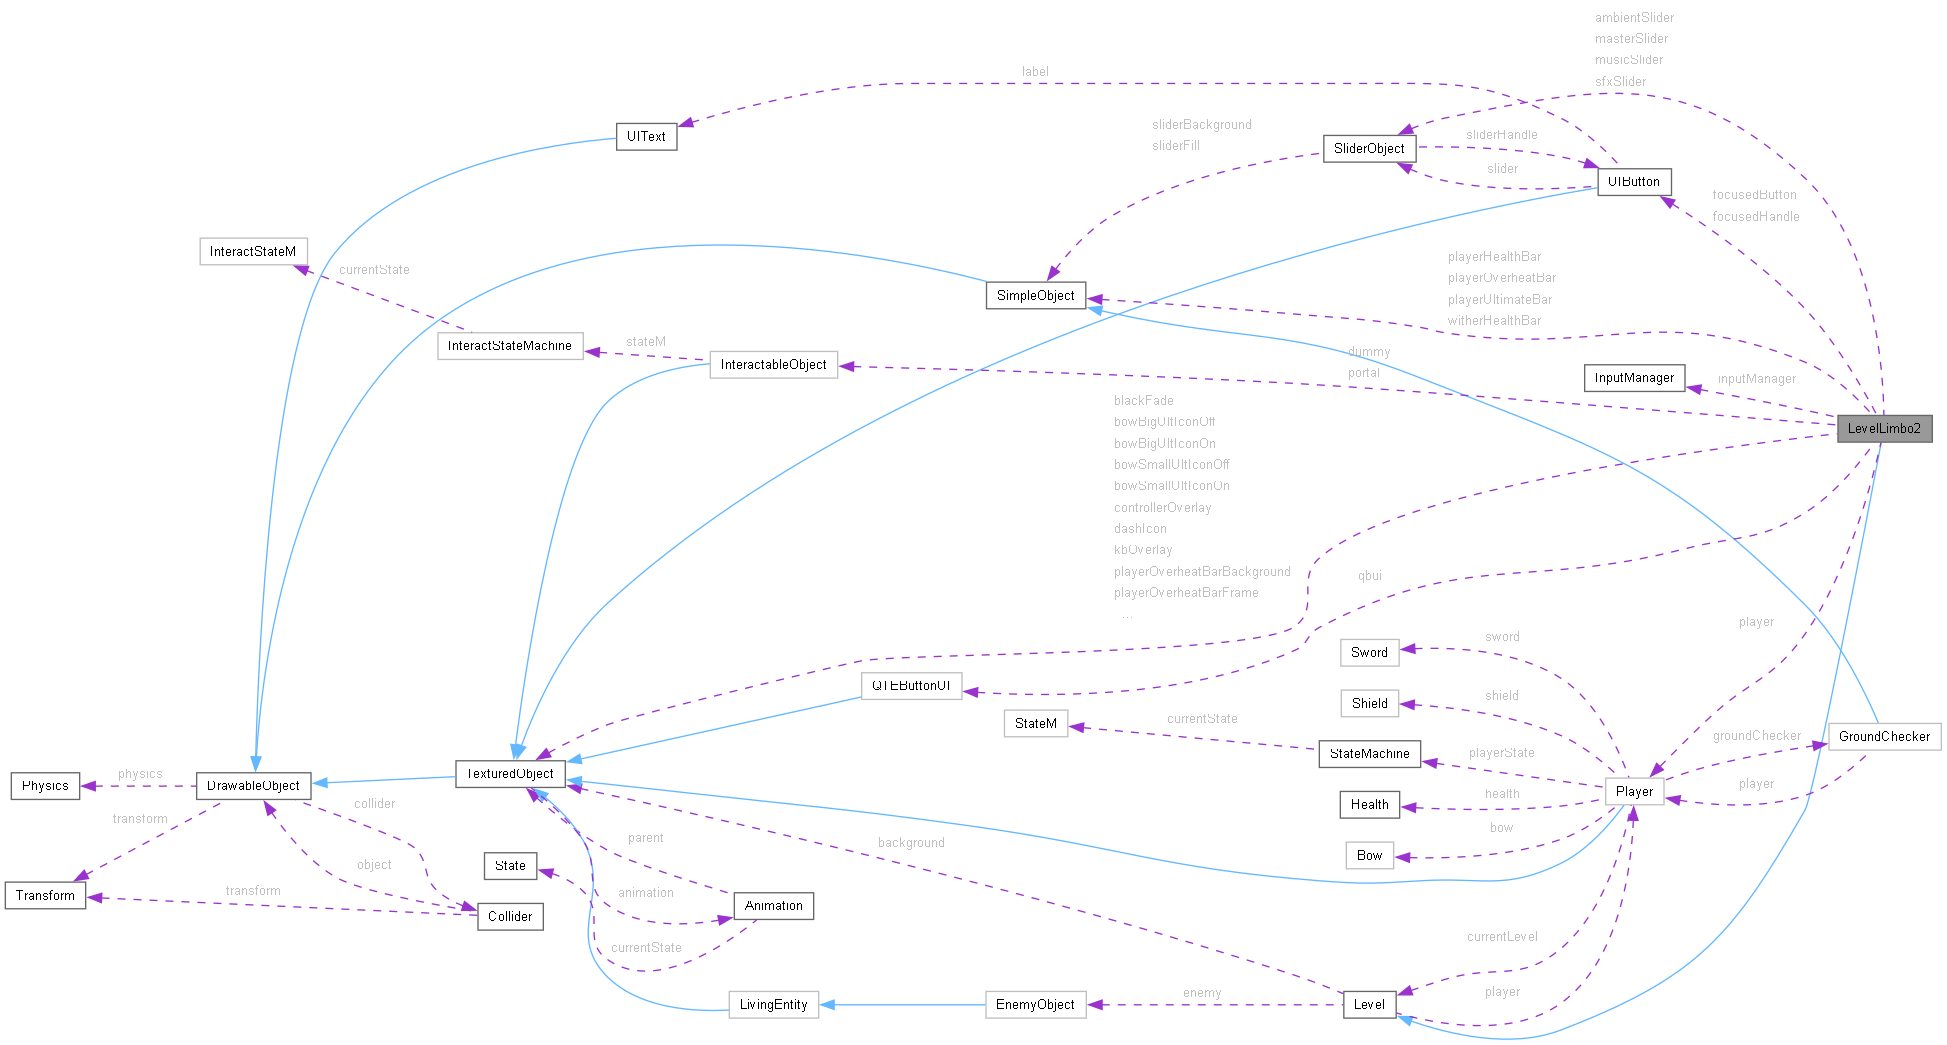 ambientSlider
masterSlider
musicSlider
sfxSlider
label
UIText
sliderBackground
sliderFill
SliderObject
sliderHandle
slider
UIButton
focusedButton
focusedHandle
InteractStateM
currentState
SimpleObject
playerHealthBar
playerOverheatBar
playerUltimateBar
witherHealthBar
InteractStateMachine
stateM
InteractableObject
dummy
portal
InputManager
inputManager
LevelLimbo2
blackFade
bowBigUltIconOff
bowBigUltIconOn
bowSmallUltIconOff
bowSmallUltIconOn
controllerOverlay
dashIcon
kbOverlay
playerOverheatBarBackground
playerOverheatBarFrame
...
qbui
player
sword
Sword
QTEButtonUI
shield
Shield
StateM
currentState
playerState
StateMachine
groundChecker
GroundChecker
Physics
physics
DrawableObject
TexturedObject
collider
health
Health
Player
player
transform
parent
background
bow
Bow
State
object
Transform
transform
animation
Animation
Collider
currentState
currentLevel
LivingEntity
EnemyObject
enemy
Level
player